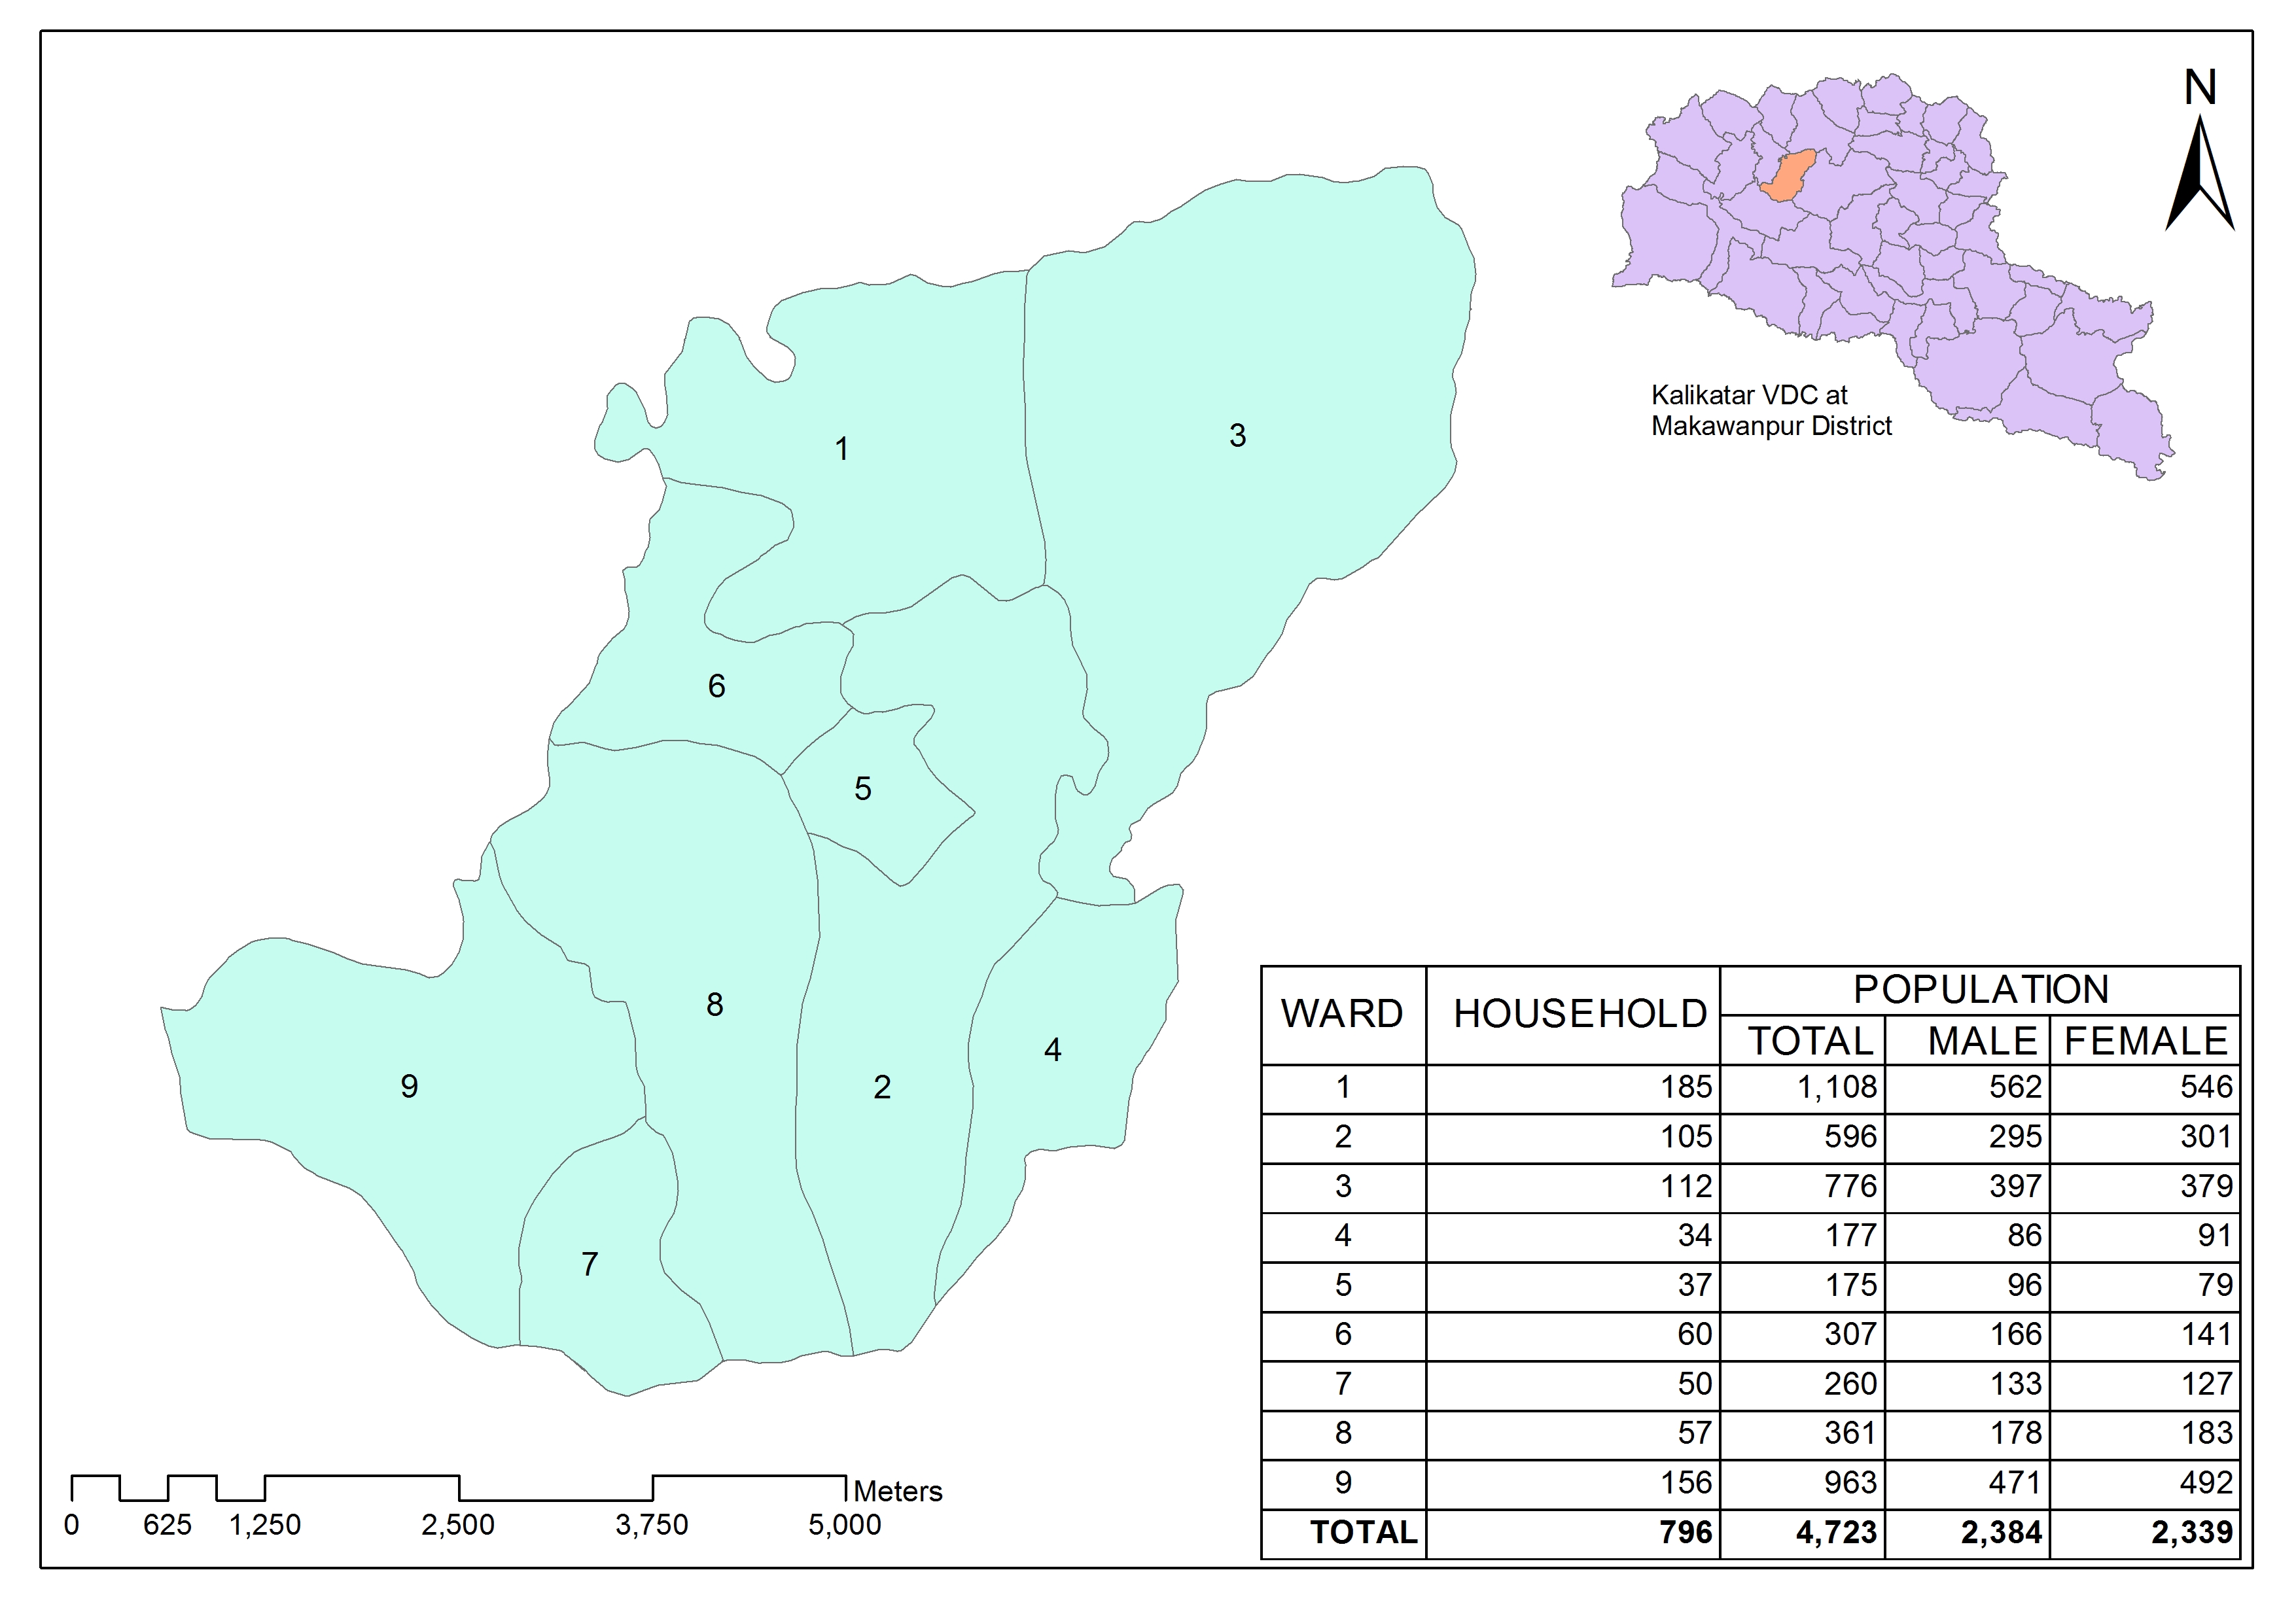 N
Kalikatar VDC at
Makawanpur District
1
3
6
5
8
9
2
4
7
WARD HOUSEHOLD POPULATION
TOTAL MALE FEMALE
1 185 1,108 562 546
2 105 596 295 301
3 112 776 397 379
4 34 177 86 91
5 37 175 96 79
6 60 307 166 141
7 50 260 133 127
8 57 361 178 183
9 156 963 471 492
TOTAL 796 4,723 2,384 2,339
Meters
0 625 1,250 2,500 3,750 5,000